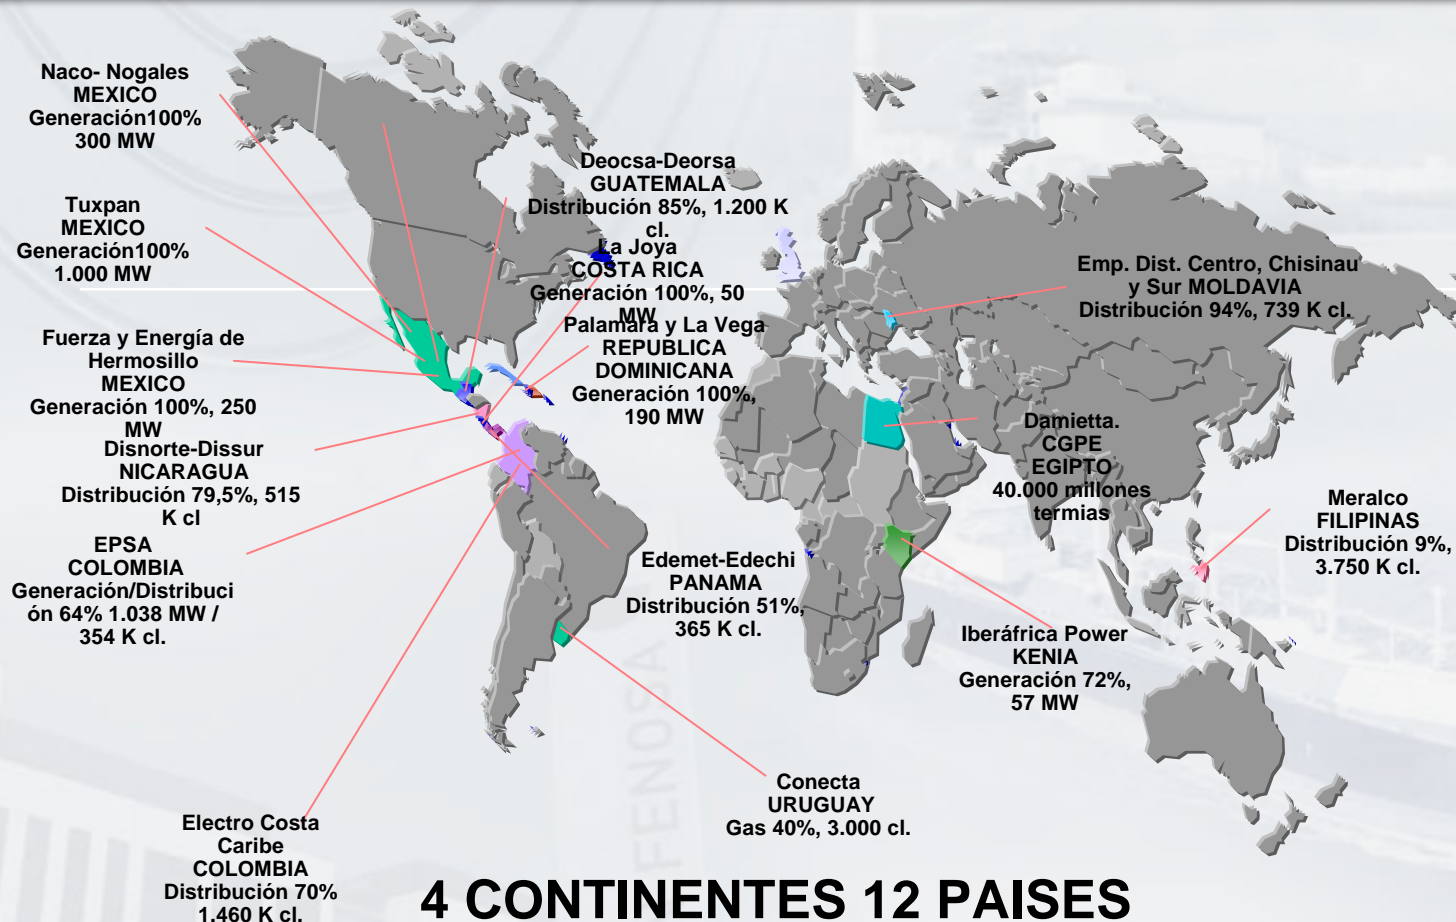 Naco- Nogales
MEXICO
Generación100%
300 MW
Tuxpan
MEXICO
Generación100%
1.000 MW
Fuerza y Energía de
Hermosillo
MEXICO
Generación 100%, 250
MW
Disnorte-Dissur
NICARAGUA
Distribución 79,5%, 515
K cl
EPSA
COLOMBIA
Generación/Distribuci
ón 64% 1.038 MW /
354 K cl.
Electro Costa
Caribe
COLOMBIA
Distribución 70%
1.460 K cl.
Deocsa-Deorsa
GUATEMALA
Distribución 85%, 1.200 K
cl.
La Joya
COSTA RICA
Generación 100%, 50
MW
Palamara y La Vega
REPUBLICA
DOMINICANA
Generación 100%,
190 MW
Edemet-Edechi
PANAMA
Distribución 51%,
365 K cl.
Conecta
URUGUAY
Gas 40%, 3.000 cl.
Emp. Dist. Centro, Chisinau
y Sur MOLDAVIA
Distribución 94%, 739 K cl.
Damietta.
CGPE
EGIPTO
40.000 millones
termias
Iberáfrica Power
KENIA
Generación 72%,
57 MW
Meralco
FILIPINAS
Distribución 9%,
3.750 K cl.
FENOSA
4 CONTINENTES 12 PAISES